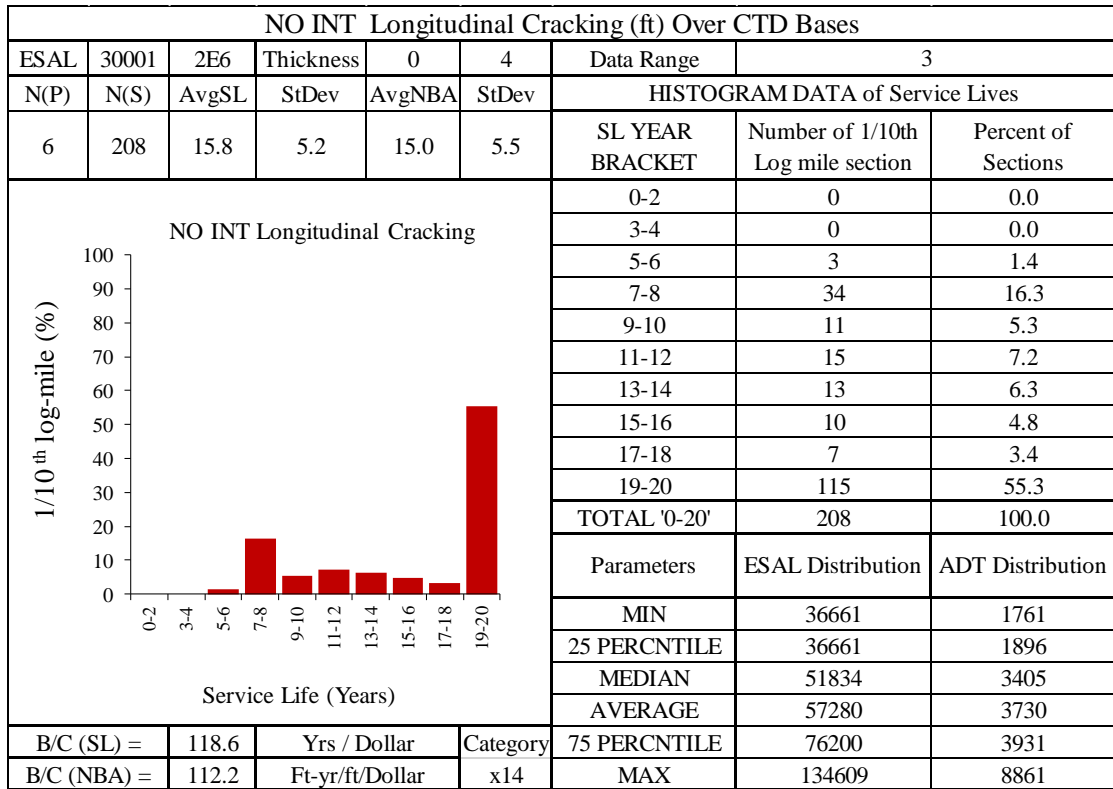 NO INT Longitudinal Cracking (ft) Over CTD Bases
ESAL 30001 2E6 Thickness 0 4 Data Range 3
N(P) N(S) AvgSL StDev AvgNBA StDev HISTOGRAM DATA of Service Lives
6 208 15.8 5.2 15.0 5.5
SL YEAR BRACKET Number of 1/10th Log mile section Percent of Sections
0-2 0 0.0
3-4 0 0.0
5-6 3 1.4
7-8 34 16.3
9-10 11 5.3
11-12 15 7.2
13-14 13 6.3
15-16 10 4.8
17-18 7 3.4
19-20 115 55.3
TOTAL '0-20' 208 100.0
Parameters ESAL Distribution ADT Distribution
MIN 36661 1761
25 PERCNTILE 36661 1896
MEDIAN 51834 3405
AVERAGE 57280 3730
75 PERCNTILE 76200 3931
MAX 134609 8861
NO INT Longitudinal Cracking
1/10 th log-mile (%)
100
90
80
70
60
50
40
30
20
10
0
0-2 3-4 5-6 7-8 9-10 11-12 13-14 15-16 17-18 19-20
Service Life (Years)
B/C (SL) = 118.6 Yrs / Dollar Category
B/C (NBA) = 112.2 Ft-yr/ft/Dollar x14